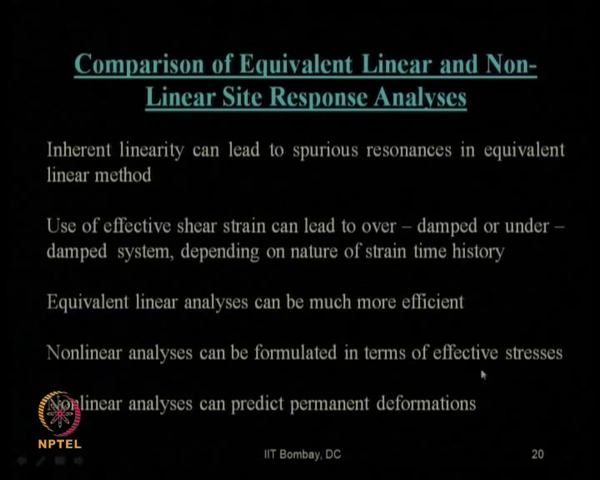 Comparison of Equivalent Linear and Non-
Linear Site Response Analyses
Inherent linearity can lead to spurious resonances in equivalent
linear method
Use of effective shear strain can lead to over – damped or under –
damped system, depending on nature of strain time history
Equivalent linear analyses can be much more efficient
Nonlinear analyses can be formulated in terms of effective stresses
Nonlinear analyses can predict permanent deformations
NPTEL
IIT Bombay, DC
20